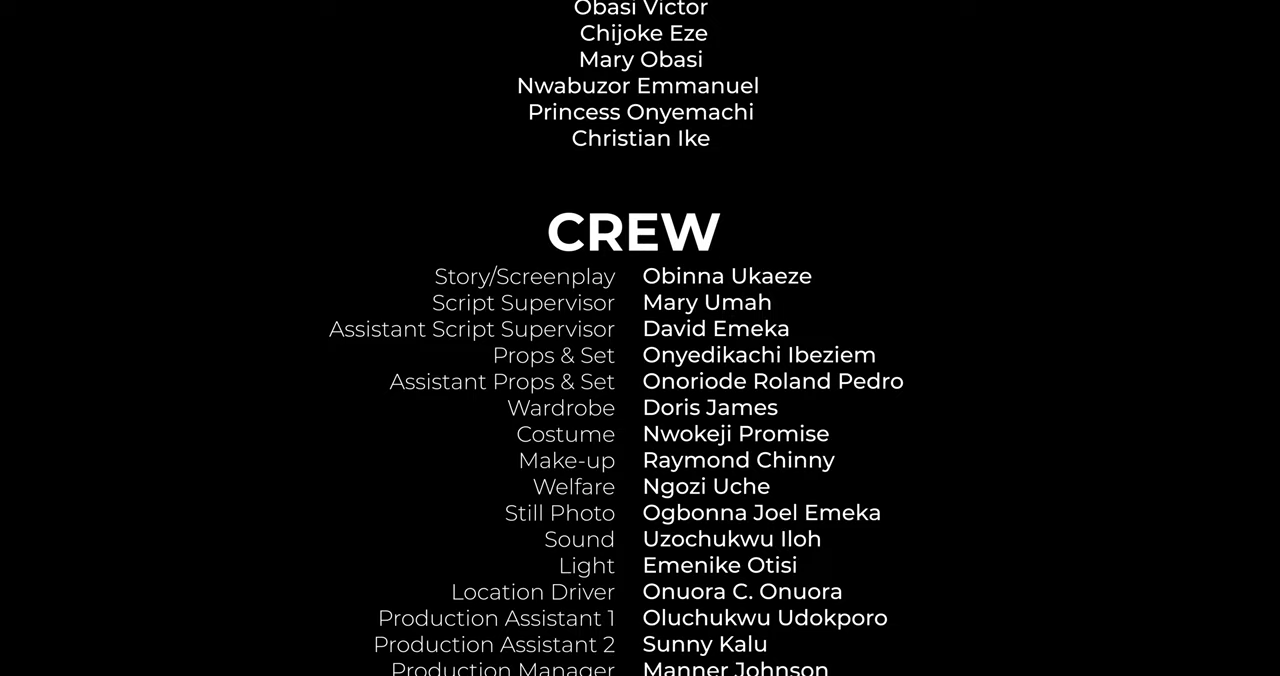 Obasi Victor
Chijoke Eze
Mary Obasi
Nwabuzor Emmanuel
Princess Onyemachi
Christian Ike
CREW
Story/Screenplay Obinna Ukaeze
Script Supervisor Mary Umah
Assistant Script Supervisor David Emeka
Props & Set Onyedikachi Ibeziem
Assistant Props & Set Onoriode Roland Pedro
Wardrobe Doris James
Costume Nwokeji Promise
Make-up Raymond Chinny
Welfare Ngozi Uche
Still Photo Ogbonna Joel Emeka
Sound Uzochukwu Iloh
Light Emenike Otisi
Location Driver Onuora C. Onuora
Production Assistant 1 Oluchukwu Udokporo
Production Assistant 2 Sunny Kalu
Production Manager Manner Johnson